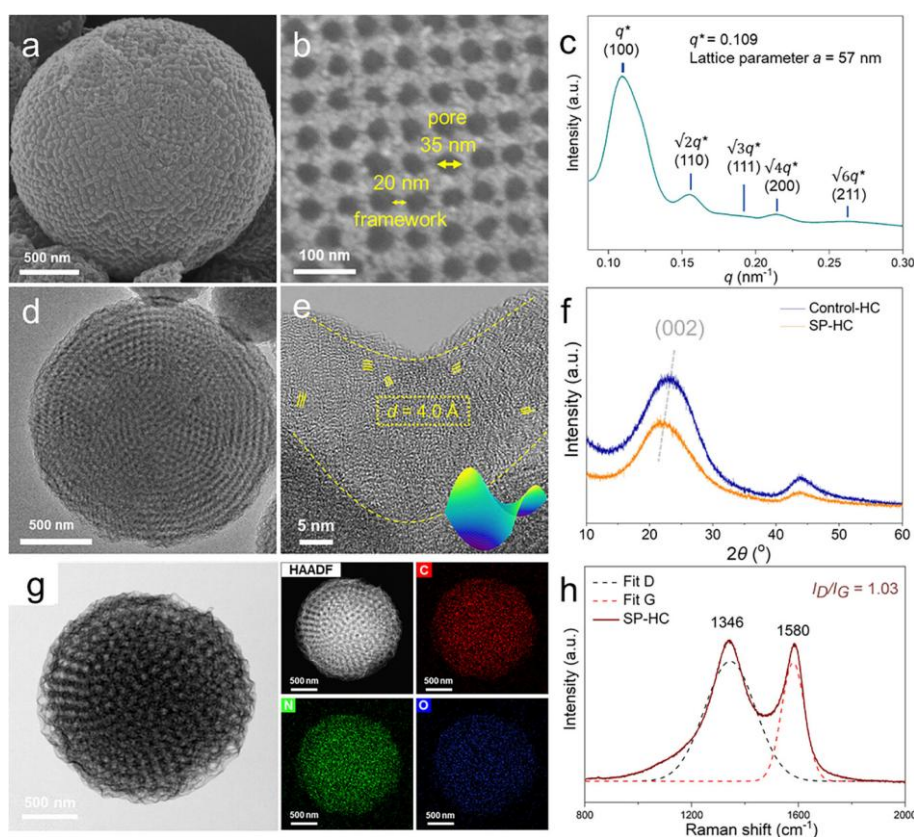 a
500 nm
b
pore
35 nm
20 nm
framework
100 nm
c
q*
(100)
q* = 0.109
Lattice parameter a = 57 nm
√2q*
(110)
√3q*
(111)
√4q*
(200)
√6q*
(211)
Intensity (a.u.)
0.10 0.15 0.20 0.25 0.30
q (nm⁻¹)
d
500 nm
e
d = 4.0 Å
5 nm
f
(002)
Control-HC
SP-HC
Intensity (a.u.)
10 20 30 40 50 60
2θ (°)
g
500 nm
HAADF
500 nm
C
500 nm
N
500 nm
O
500 nm
h
Fit D
Fit G
SP-HC
I_D/I_G = 1.03
1346
1580
Intensity (a.u.)
800 1200 1600 2000
Raman shift (cm⁻¹)